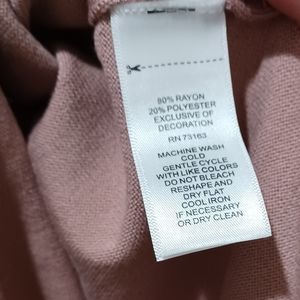 80% RAYON
20% POLYESTER
EXCLUSIVE OF
DECORATION
RN 73163
MACHINE WASH
COLD
GENTLE CYCLE
WITH LIKE COLORS
DO NOT BLEACH
RESHAPE AND
DRY FLAT
COOL IRON
IF NECESSARY
OR DRY CLEAN